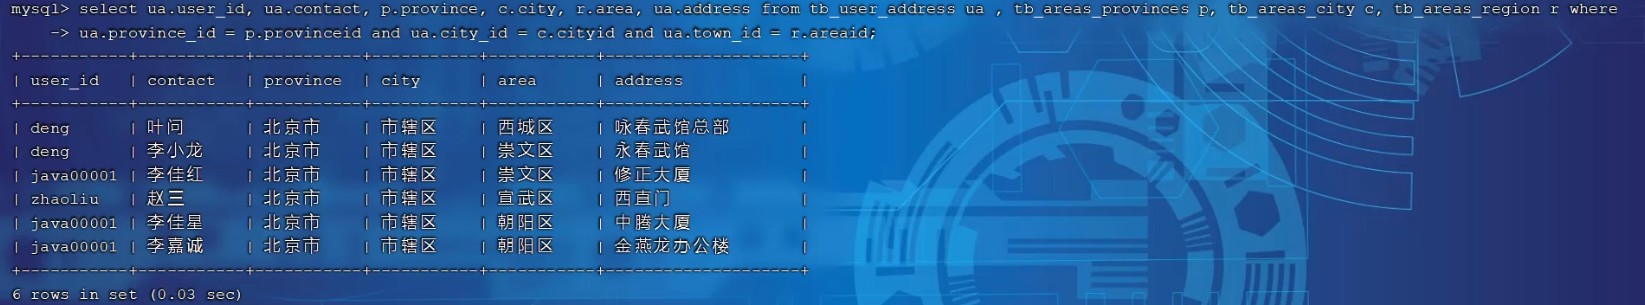 mysql> select ua.user_id, ua.contact, p.province, c.city, r.area, ua.address from tb_user_address ua , tb_areas_provinces p, tb_areas_city c, tb_areas_region r where
    -> ua.province_id = p.provinceid and ua.city_id = c.cityid and ua.town_id = r.areaid;
+-----------+-----------+-----------+-----------+-----------+--------------------+
| user_id   | contact   | province  | city      | area      | address            |
+-----------+-----------+-----------+-----------+-----------+--------------------+
| deng      | 叶问      | 北京市    | 市辖区    | 西城区    | 咏春武馆总部       |
| deng      | 李小龙    | 北京市    | 市辖区    | 崇文区    | 永春武馆           |
| java00001 | 李佳红    | 北京市    | 市辖区    | 崇文区    | 修正大厦           |
| zhaoliu   | 赵三      | 北京市    | 市辖区    | 宣武区    | 西直门             |
| java00001 | 李佳星    | 北京市    | 市辖区    | 朝阳区    | 中腾大厦           |
| java00001 | 李嘉诚    | 北京市    | 市辖区    | 朝阳区    | 金燕龙办公楼       |
+-----------+-----------+-----------+-----------+-----------+--------------------+
6 rows in set (0.03 sec)